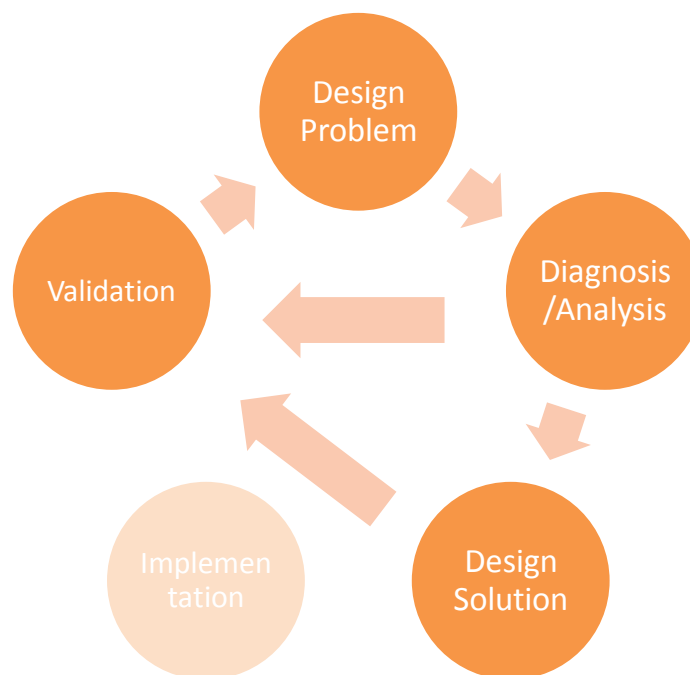 Design
Problem
Validation
Diagnosis
/Analysis
Implemen
tation
Design
Solution